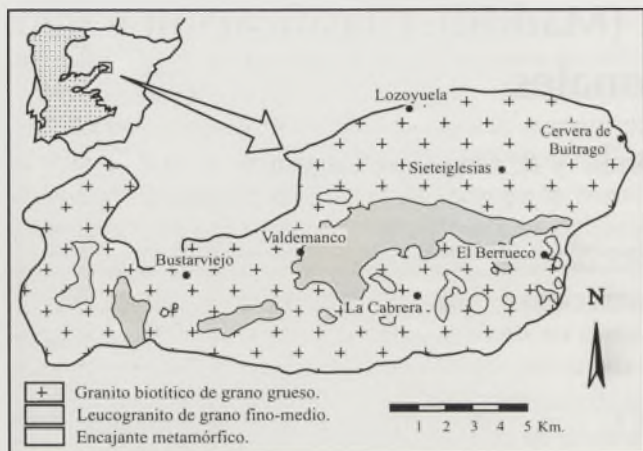 Lozoyuela
Cervera de
Buitrago
Sieteiglesias
Valdemanco
Bustarviejo
El Berrueco
La Cabrera
N
Granito biotítico de grano grueso.
Leucogranito de grano fino-medio.
Encajante metamórfico.
1 2 3 4 5 Km.